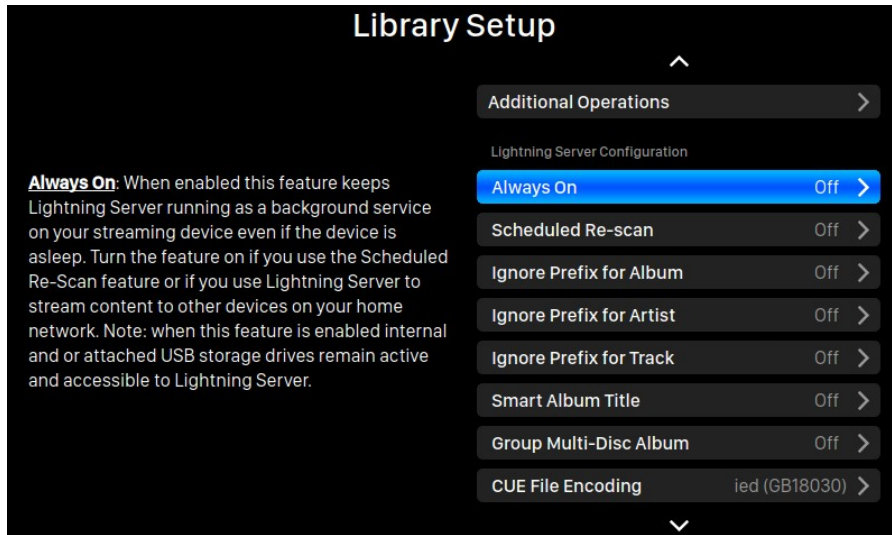 Library Setup
Additional Operations
Lightning Server Configuration
Always On: When enabled this feature keeps
Lightning Server running as a background service
on your streaming device even if the device is
asleep. Turn the feature on if you use the Scheduled
Re-Scan feature or if you use Lightning Server to
stream content to other devices on your home
network. Note: when this feature is enabled internal
and or attached USB storage drives remain active
and accessible to Lightning Server.
Always On Off
Scheduled Re-scan Off
Ignore Prefix for Album Off
Ignore Prefix for Artist Off
Ignore Prefix for Track Off
Smart Album Title Off
Group Multi-Disc Album Off
CUE File Encoding ied (GB18030)